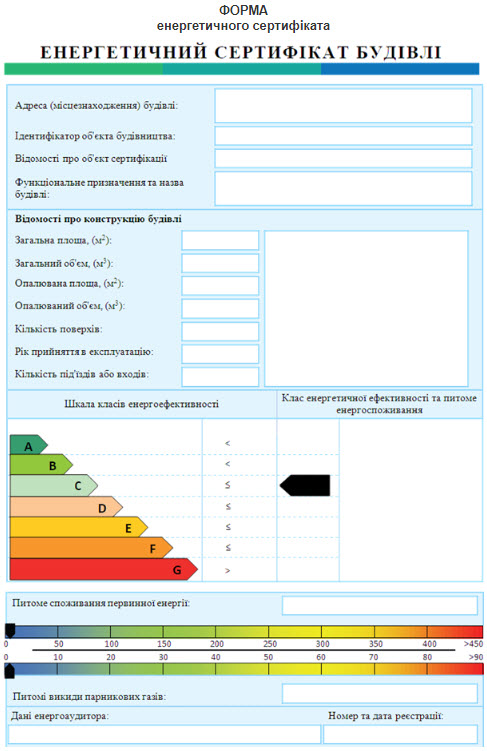 ФОРМА
енергетичного сертифіката
ЕНЕРГЕТИЧНИЙ СЕРТИФІКАТ БУДІВЛІ
Адреса (місцезнаходження) будівлі:
Ідентифікатор об'єкта будівництва:
Відомості про об'єкт сертифікації
Функціональне призначення та назва
будівлі:
Відомості про конструкцію будівлі
Загальна площа, (м²):
Загальний об'єм, (м³):
Опалювана площа, (м²):
Опалюваний об'єм, (м³):
Кількість поверхів:
Рік прийняття в експлуатацію:
Кількість під'їздів або входів:
Шкала класів енергоефективності
Клас енергетичної ефективності та питоме
енергоспоживання
A <
B <
C ≤
D ≤
E ≤
F ≤
G >
Питоме споживання первинної енергії:
0 50 100 150 200 250 300 350 400 >450
0 10 20 30 40 50 60 70 80 >90
Питомі викиди парникових газів:
Дані енергоаудитора: Номер та дата реєстрації: